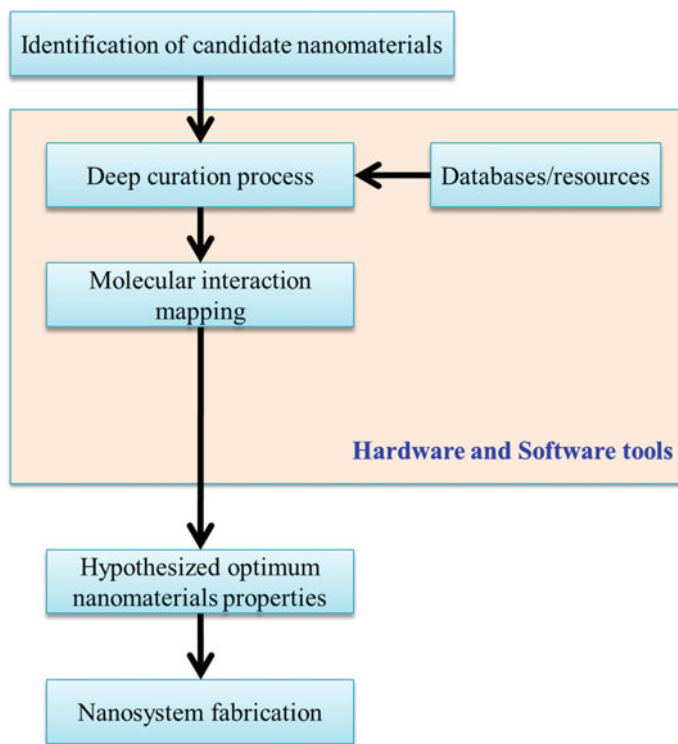 Identification of candidate nanomaterials
Deep curation process
Databases/resources
Molecular interaction
mapping
Hardware and Software tools
Hypothesized optimum
nanomaterials properties
Nanosystem fabrication